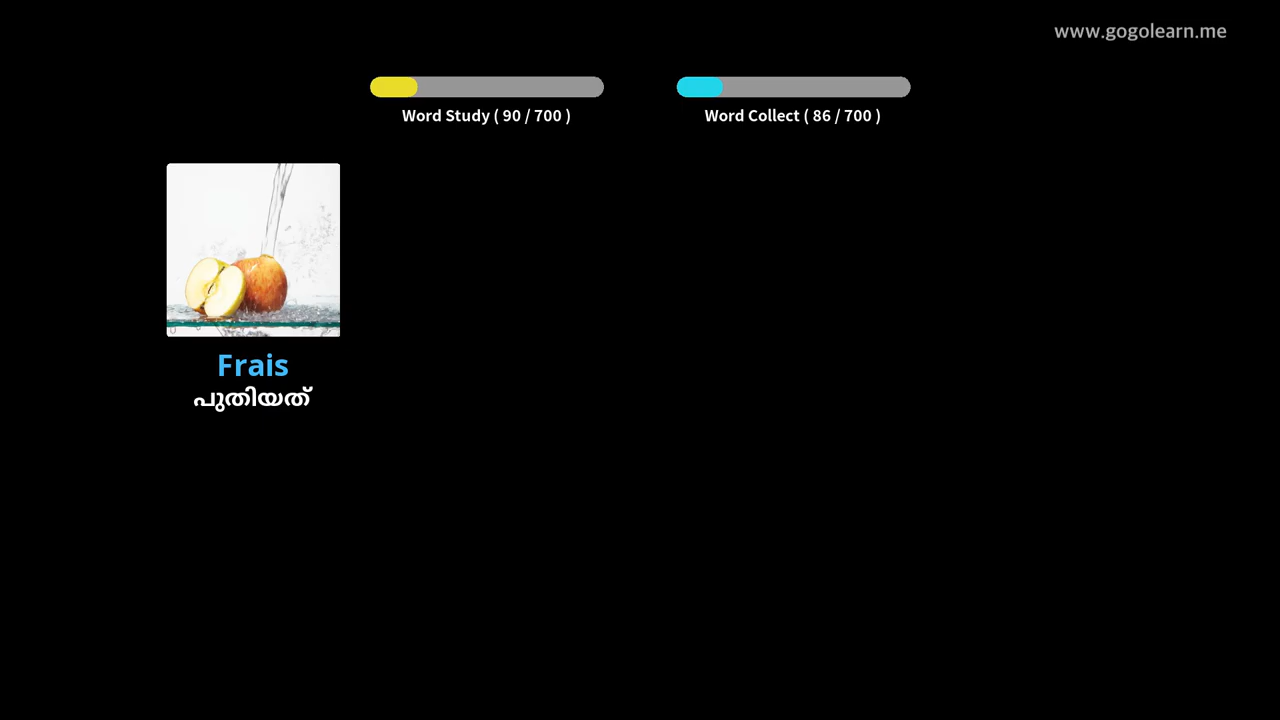 www.gogolearn.me
Word Study ( 90 / 700 )
Word Collect ( 86 / 700 )
Frais
പുതിയത്